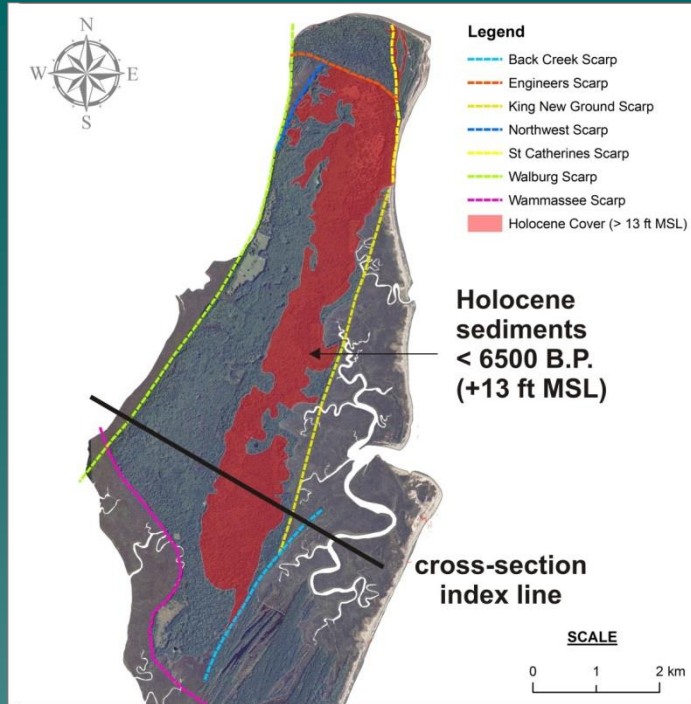 N
W
E
S
Legend
Back Creek Scarp
Engineers Scarp
King New Ground Scarp
Northwest Scarp
St Catherines Scarp
Walburg Scarp
Wammassee Scarp
Holocene Cover (> 13 ft MSL)
Holocene
sediments
< 6500 B.P.
(+13 ft MSL)
cross-section
index line
SCALE
0 1 2 km